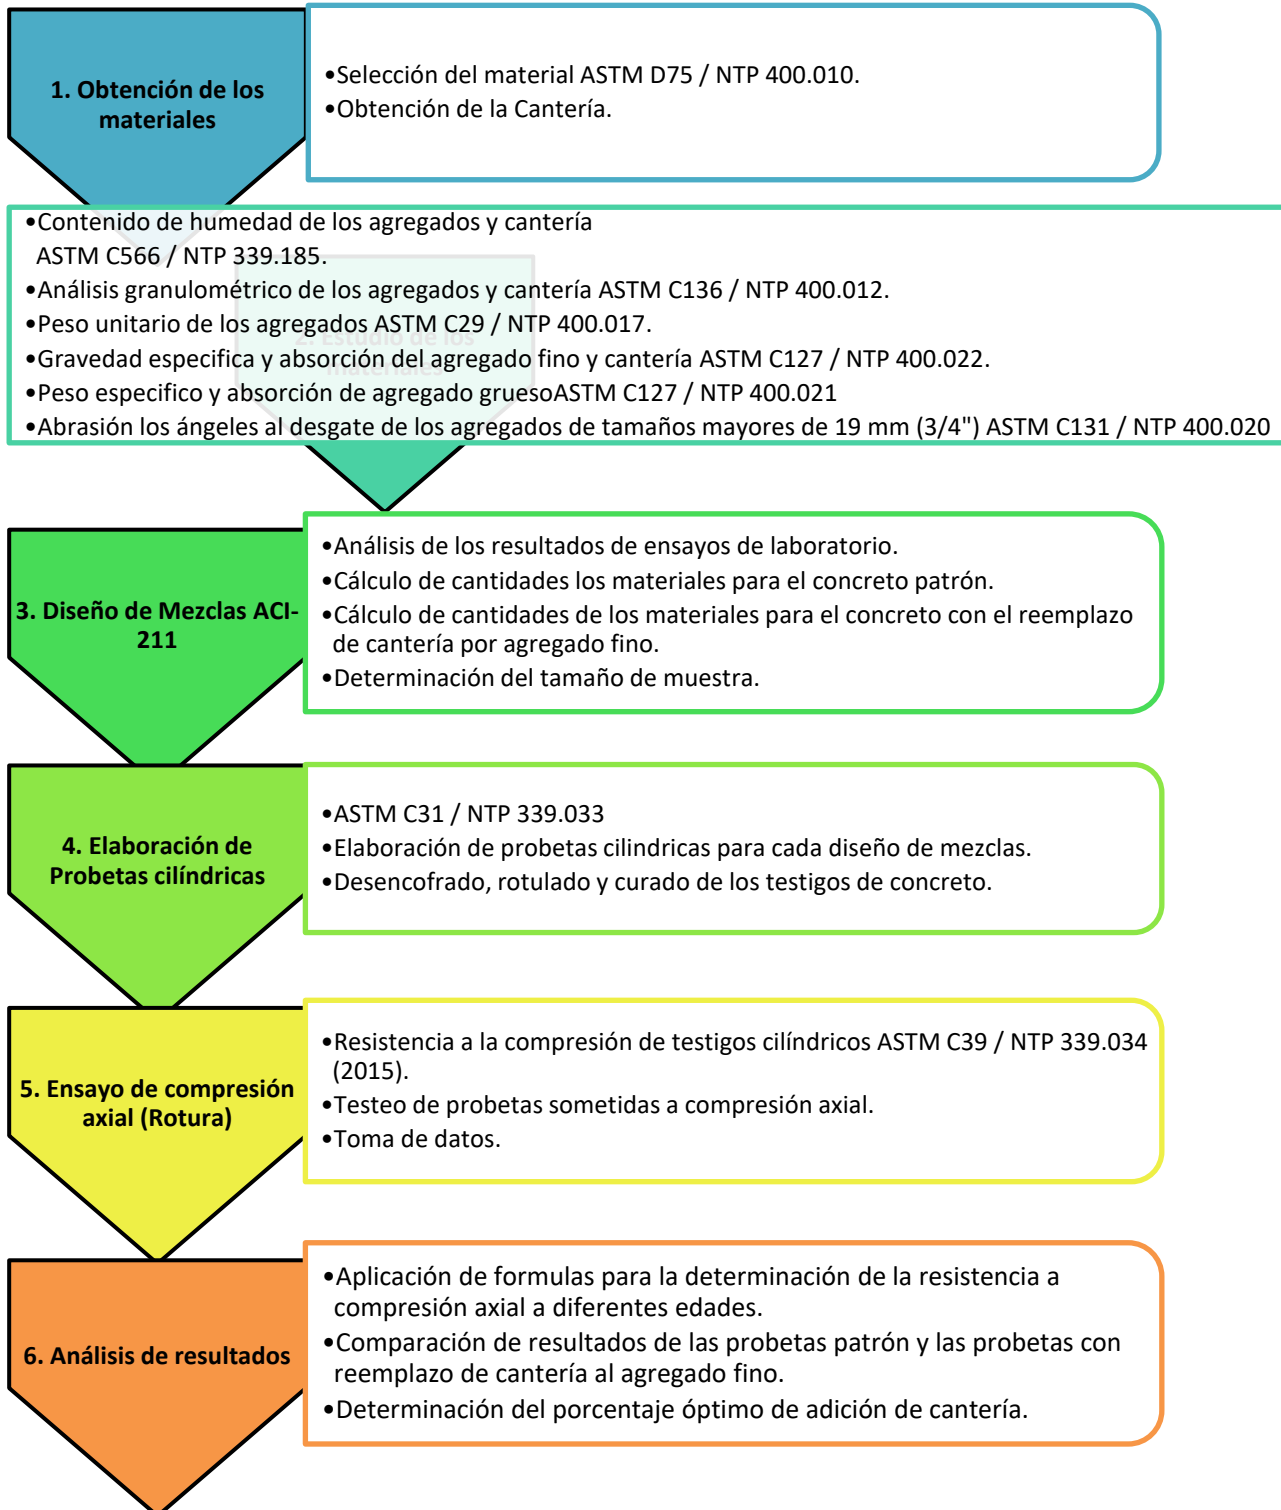 1. Obtención de los
materiales
•Selección del material ASTM D75 / NTP 400.010.
•Obtención de la Cantería.
2. Estudio de los
materiales
•Contenido de humedad de los agregados y cantería
ASTM C566 / NTP 339.185.
•Análisis granulométrico de los agregados y cantería ASTM C136 / NTP 400.012.
•Peso unitario de los agregados ASTM C29 / NTP 400.017.
•Gravedad especifica y absorción del agregado fino y cantería ASTM C127 / NTP 400.022.
•Peso especifico y absorción de agregado gruesoASTM C127 / NTP 400.021
•Abrasión los ángeles al desgate de los agregados de tamaños mayores de 19 mm (3/4") ASTM C131 / NTP 400.020
3. Diseño de Mezclas ACI-
211
•Análisis de los resultados de ensayos de laboratorio.
•Cálculo de cantidades los materiales para el concreto patrón.
•Cálculo de cantidades de los materiales para el concreto con el reemplazo
de cantería por agregado fino.
•Determinación del tamaño de muestra.
4. Elaboración de
Probetas cilíndricas
•ASTM C31 / NTP 339.033
•Elaboración de probetas cilindricas para cada diseño de mezclas.
•Desencofrado, rotulado y curado de los testigos de concreto.
5. Ensayo de compresión
axial (Rotura)
•Resistencia a la compresión de testigos cilíndricos ASTM C39 / NTP 339.034
(2015).
•Testeo de probetas sometidas a compresión axial.
•Toma de datos.
6. Análisis de resultados
•Aplicación de formulas para la determinación de la resistencia a
compresión axial a diferentes edades.
•Comparación de resultados de las probetas patrón y las probetas con
reemplazo de cantería al agregado fino.
•Determinación del porcentaje óptimo de adición de cantería.